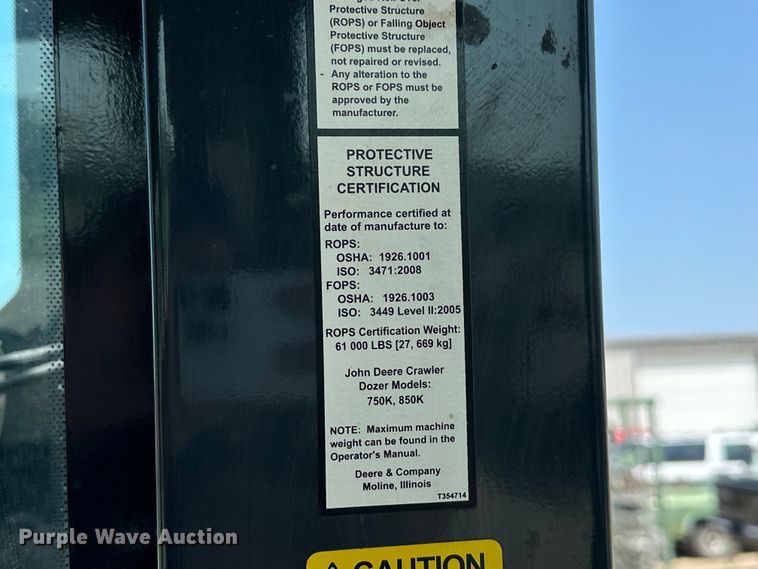 Protective Structure
(ROPS) or Falling Object
Protective Structure
(FOPS) must be replaced,
not repaired or revised.
- Any alteration to the
ROPS or FOPS must be
approved by the
manufacturer.
PROTECTIVE
STRUCTURE
CERTIFICATION
Performance certified at
date of manufacture to:
ROPS:
OSHA: 1926.1001
ISO: 3471:2008
FOPS:
OSHA: 1926.1003
ISO: 3449 Level II:2005
ROPS Certification Weight:
61 000 LBS [27, 669 kg]
John Deere Crawler
Dozer Models:
750K, 850K
NOTE: Maximum machine
weight can be found in the
Operator's Manual.
Deere & Company
Moline, Illinois
T354714
CAUTION
Purple Wave Auction